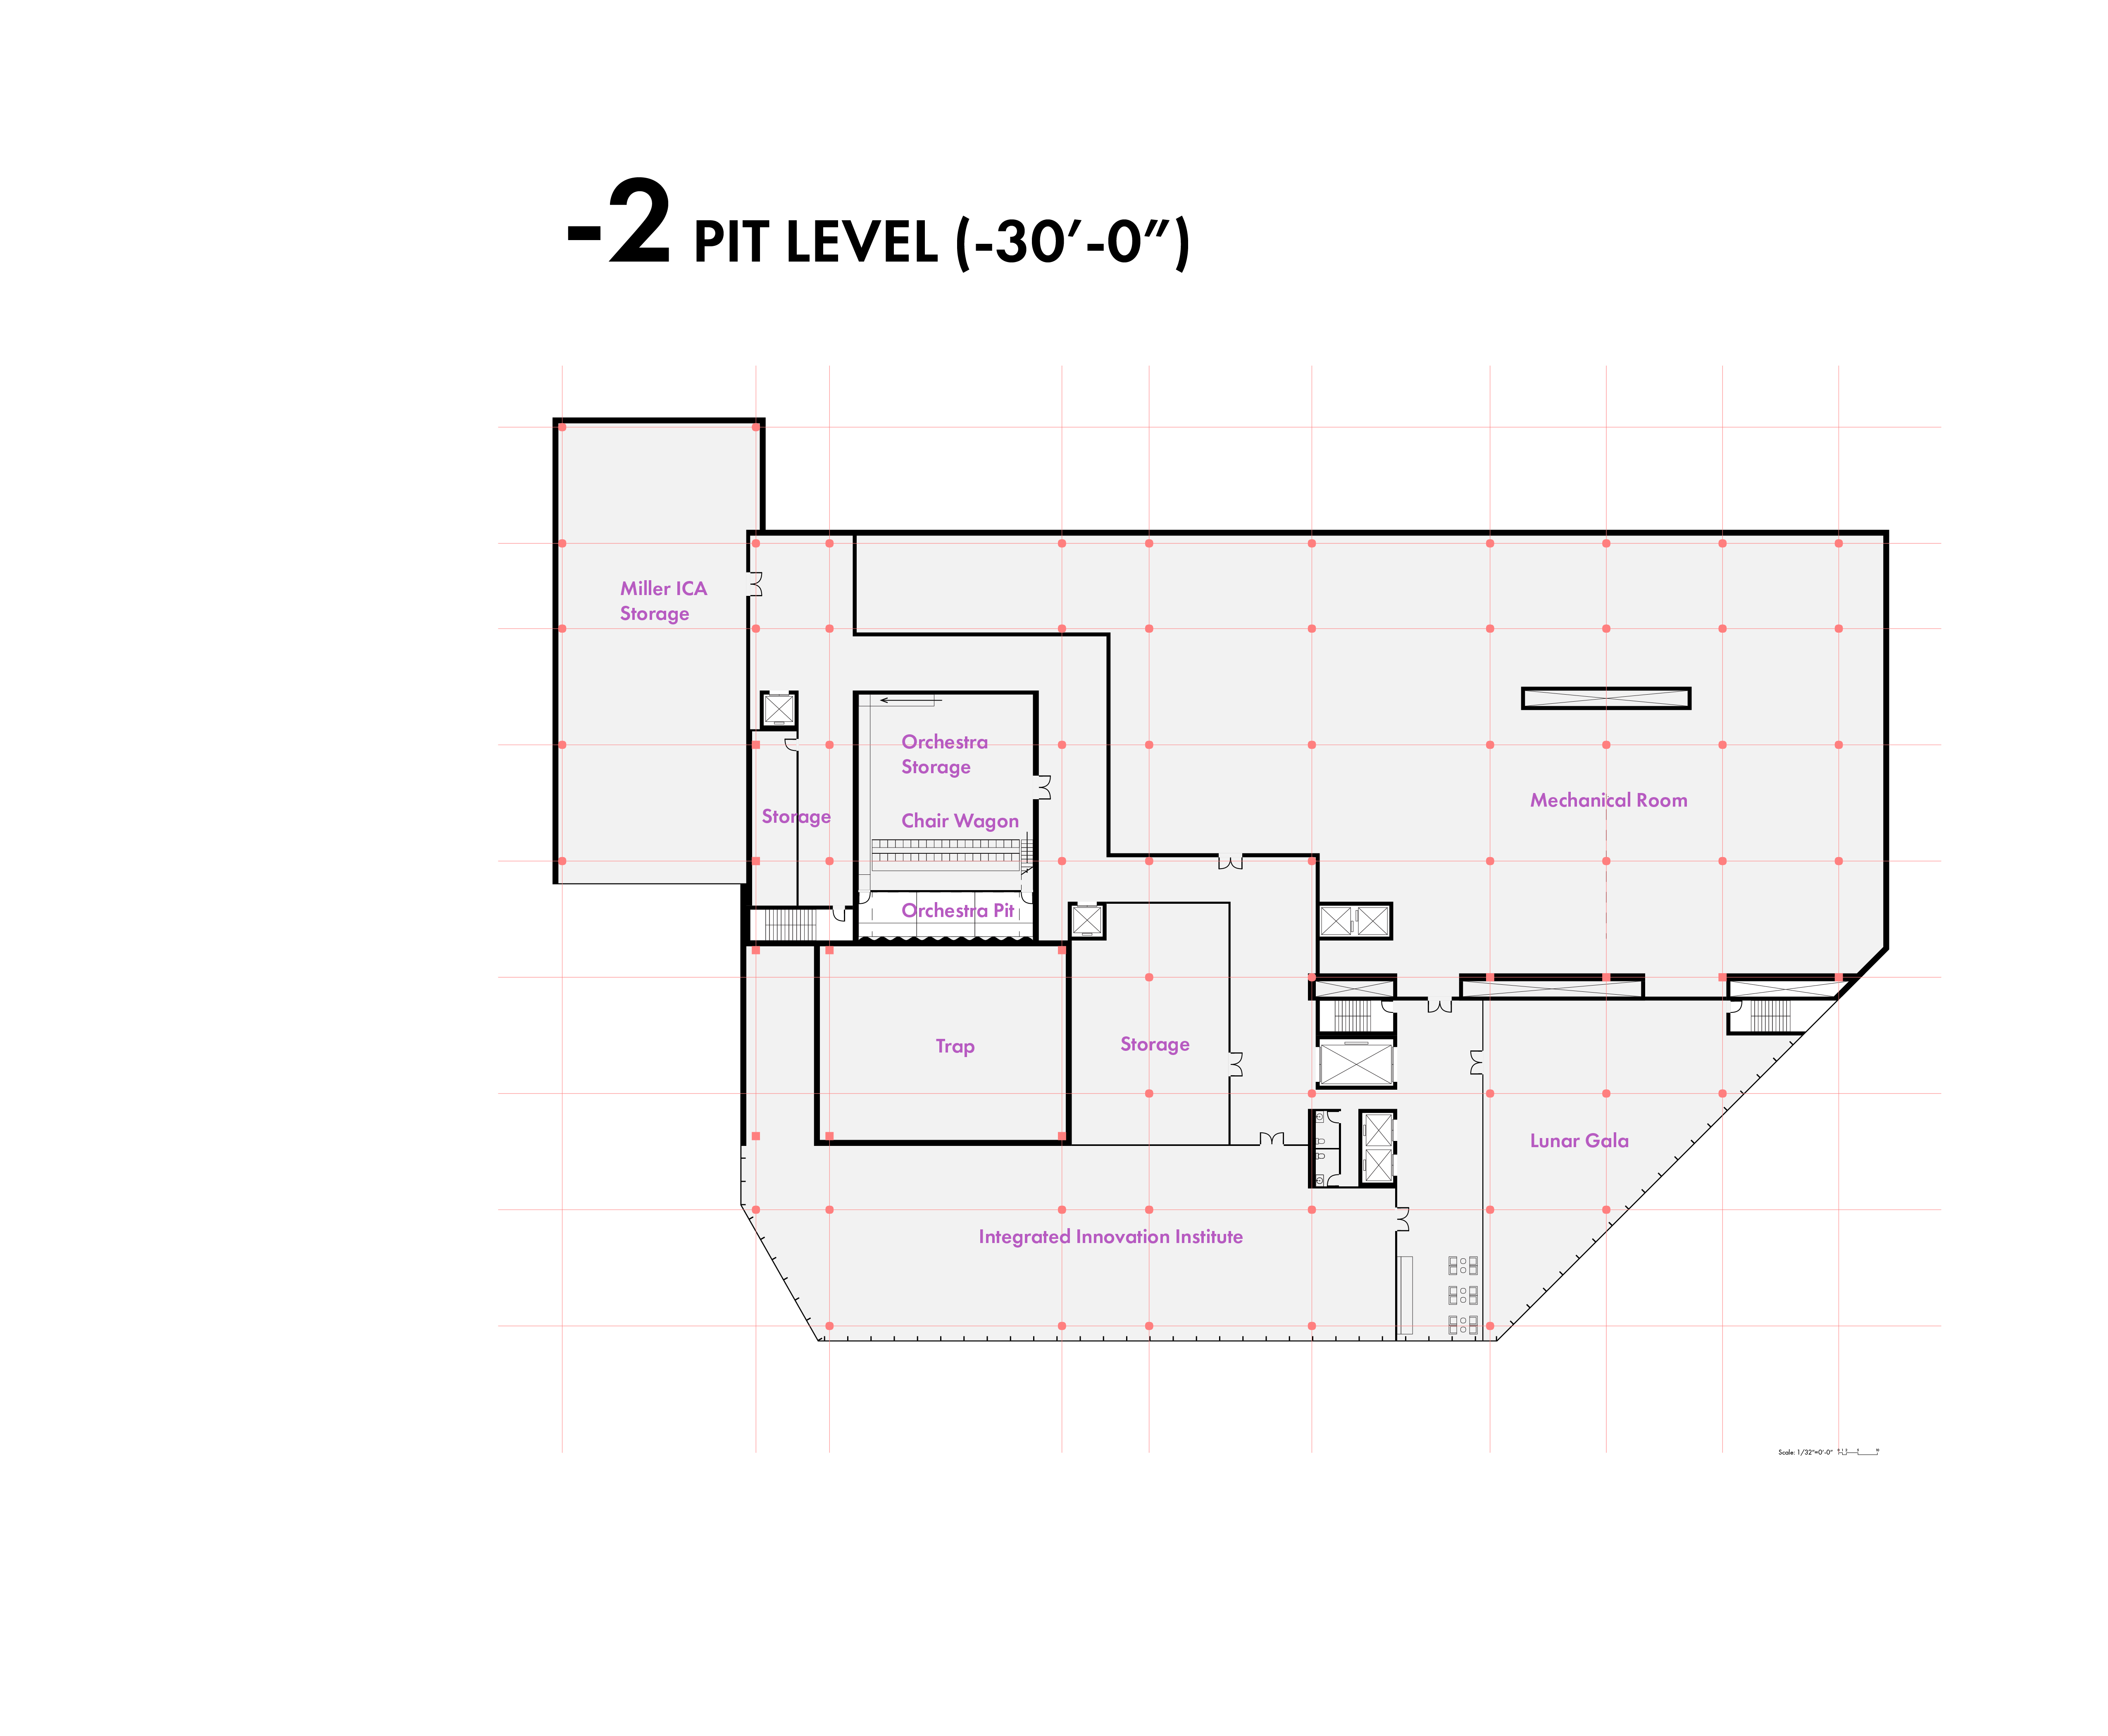 -2 PIT LEVEL (-30’-0”)
Miller ICA
Storage
Orchestra
Storage
Storage
Chair Wagon
Mechanical Room
Orchestra Pit
Trap
Storage
Lunar Gala
Integrated Innovation Institute
Scale: 1/32"=0'-0"